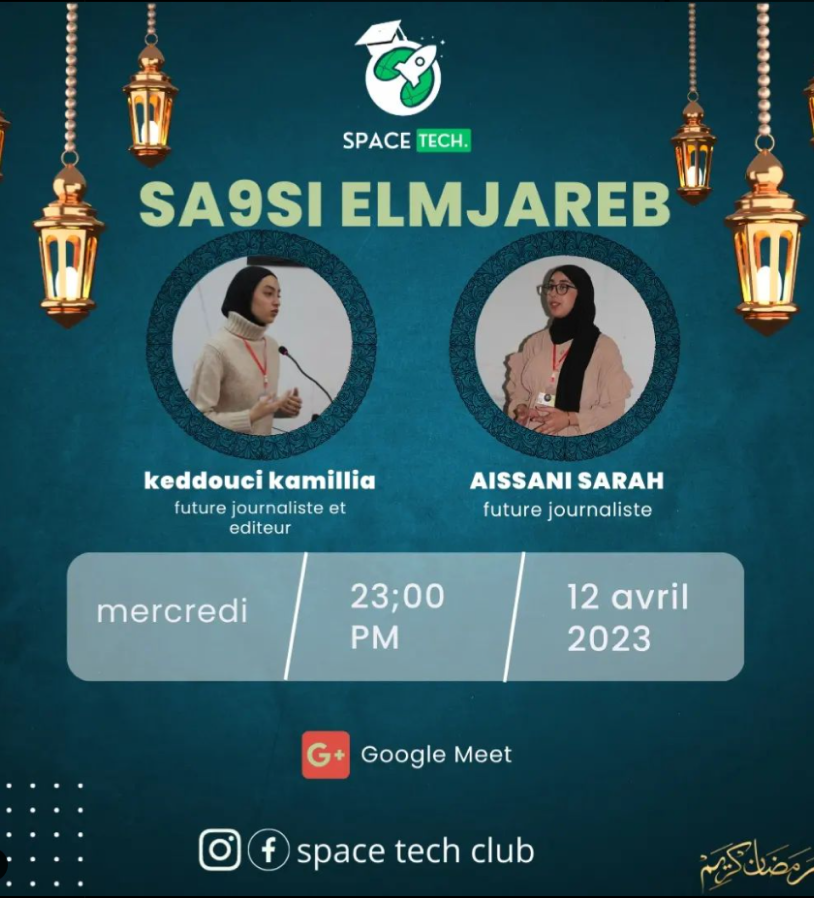 SPACE TECH.
SA9SI ELMJAREB
keddouci kamillia
future journaliste et
editeur
AISSANI SARAH
future journaliste
mercredi
23;00
PM
12 avril
2023
G+ Google Meet
space tech club
رمضان كريم